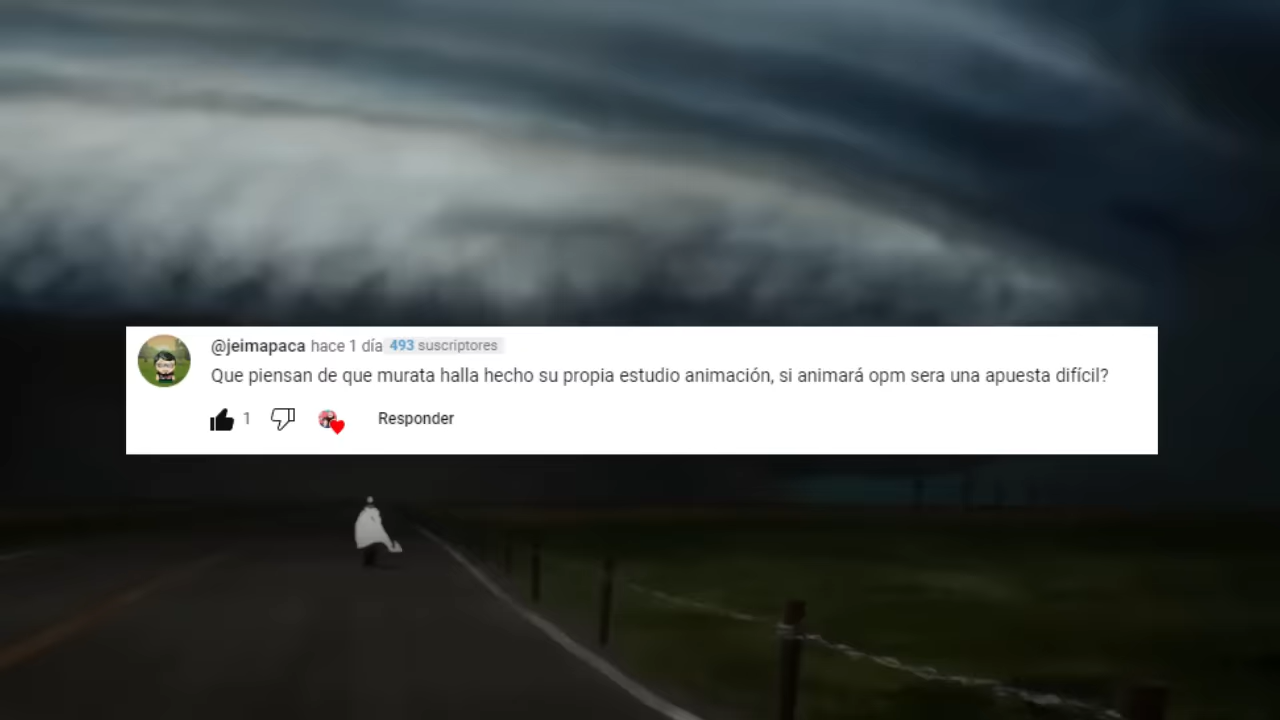 @jeimapaca hace 1 día 493 suscriptores
Que piensan de que murata halla hecho su propia estudio animación, si animará opm sera una apuesta difícil?
1 Responder